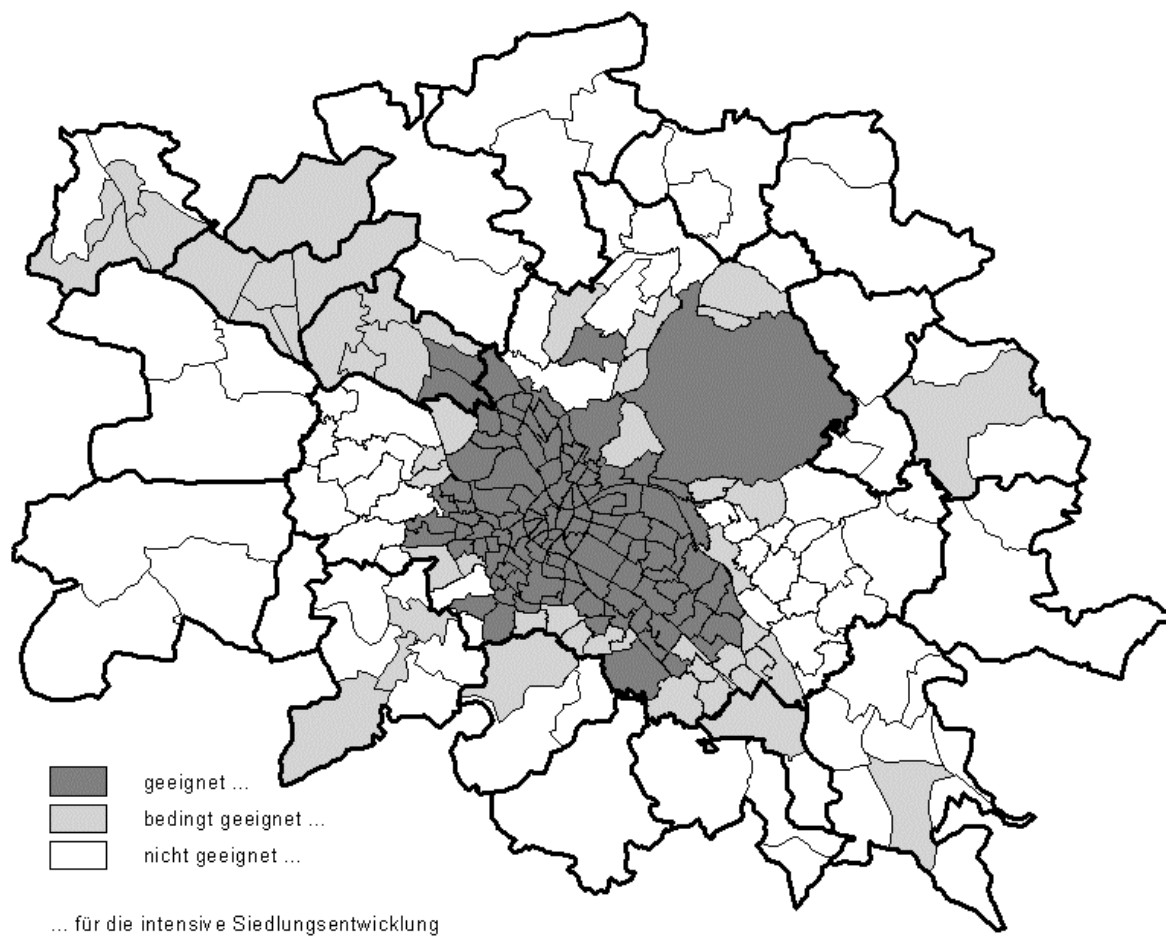 geeignet ...
bedingt geeignet ...
nicht geeignet ...
... für die intensive Siedlungsentwicklung